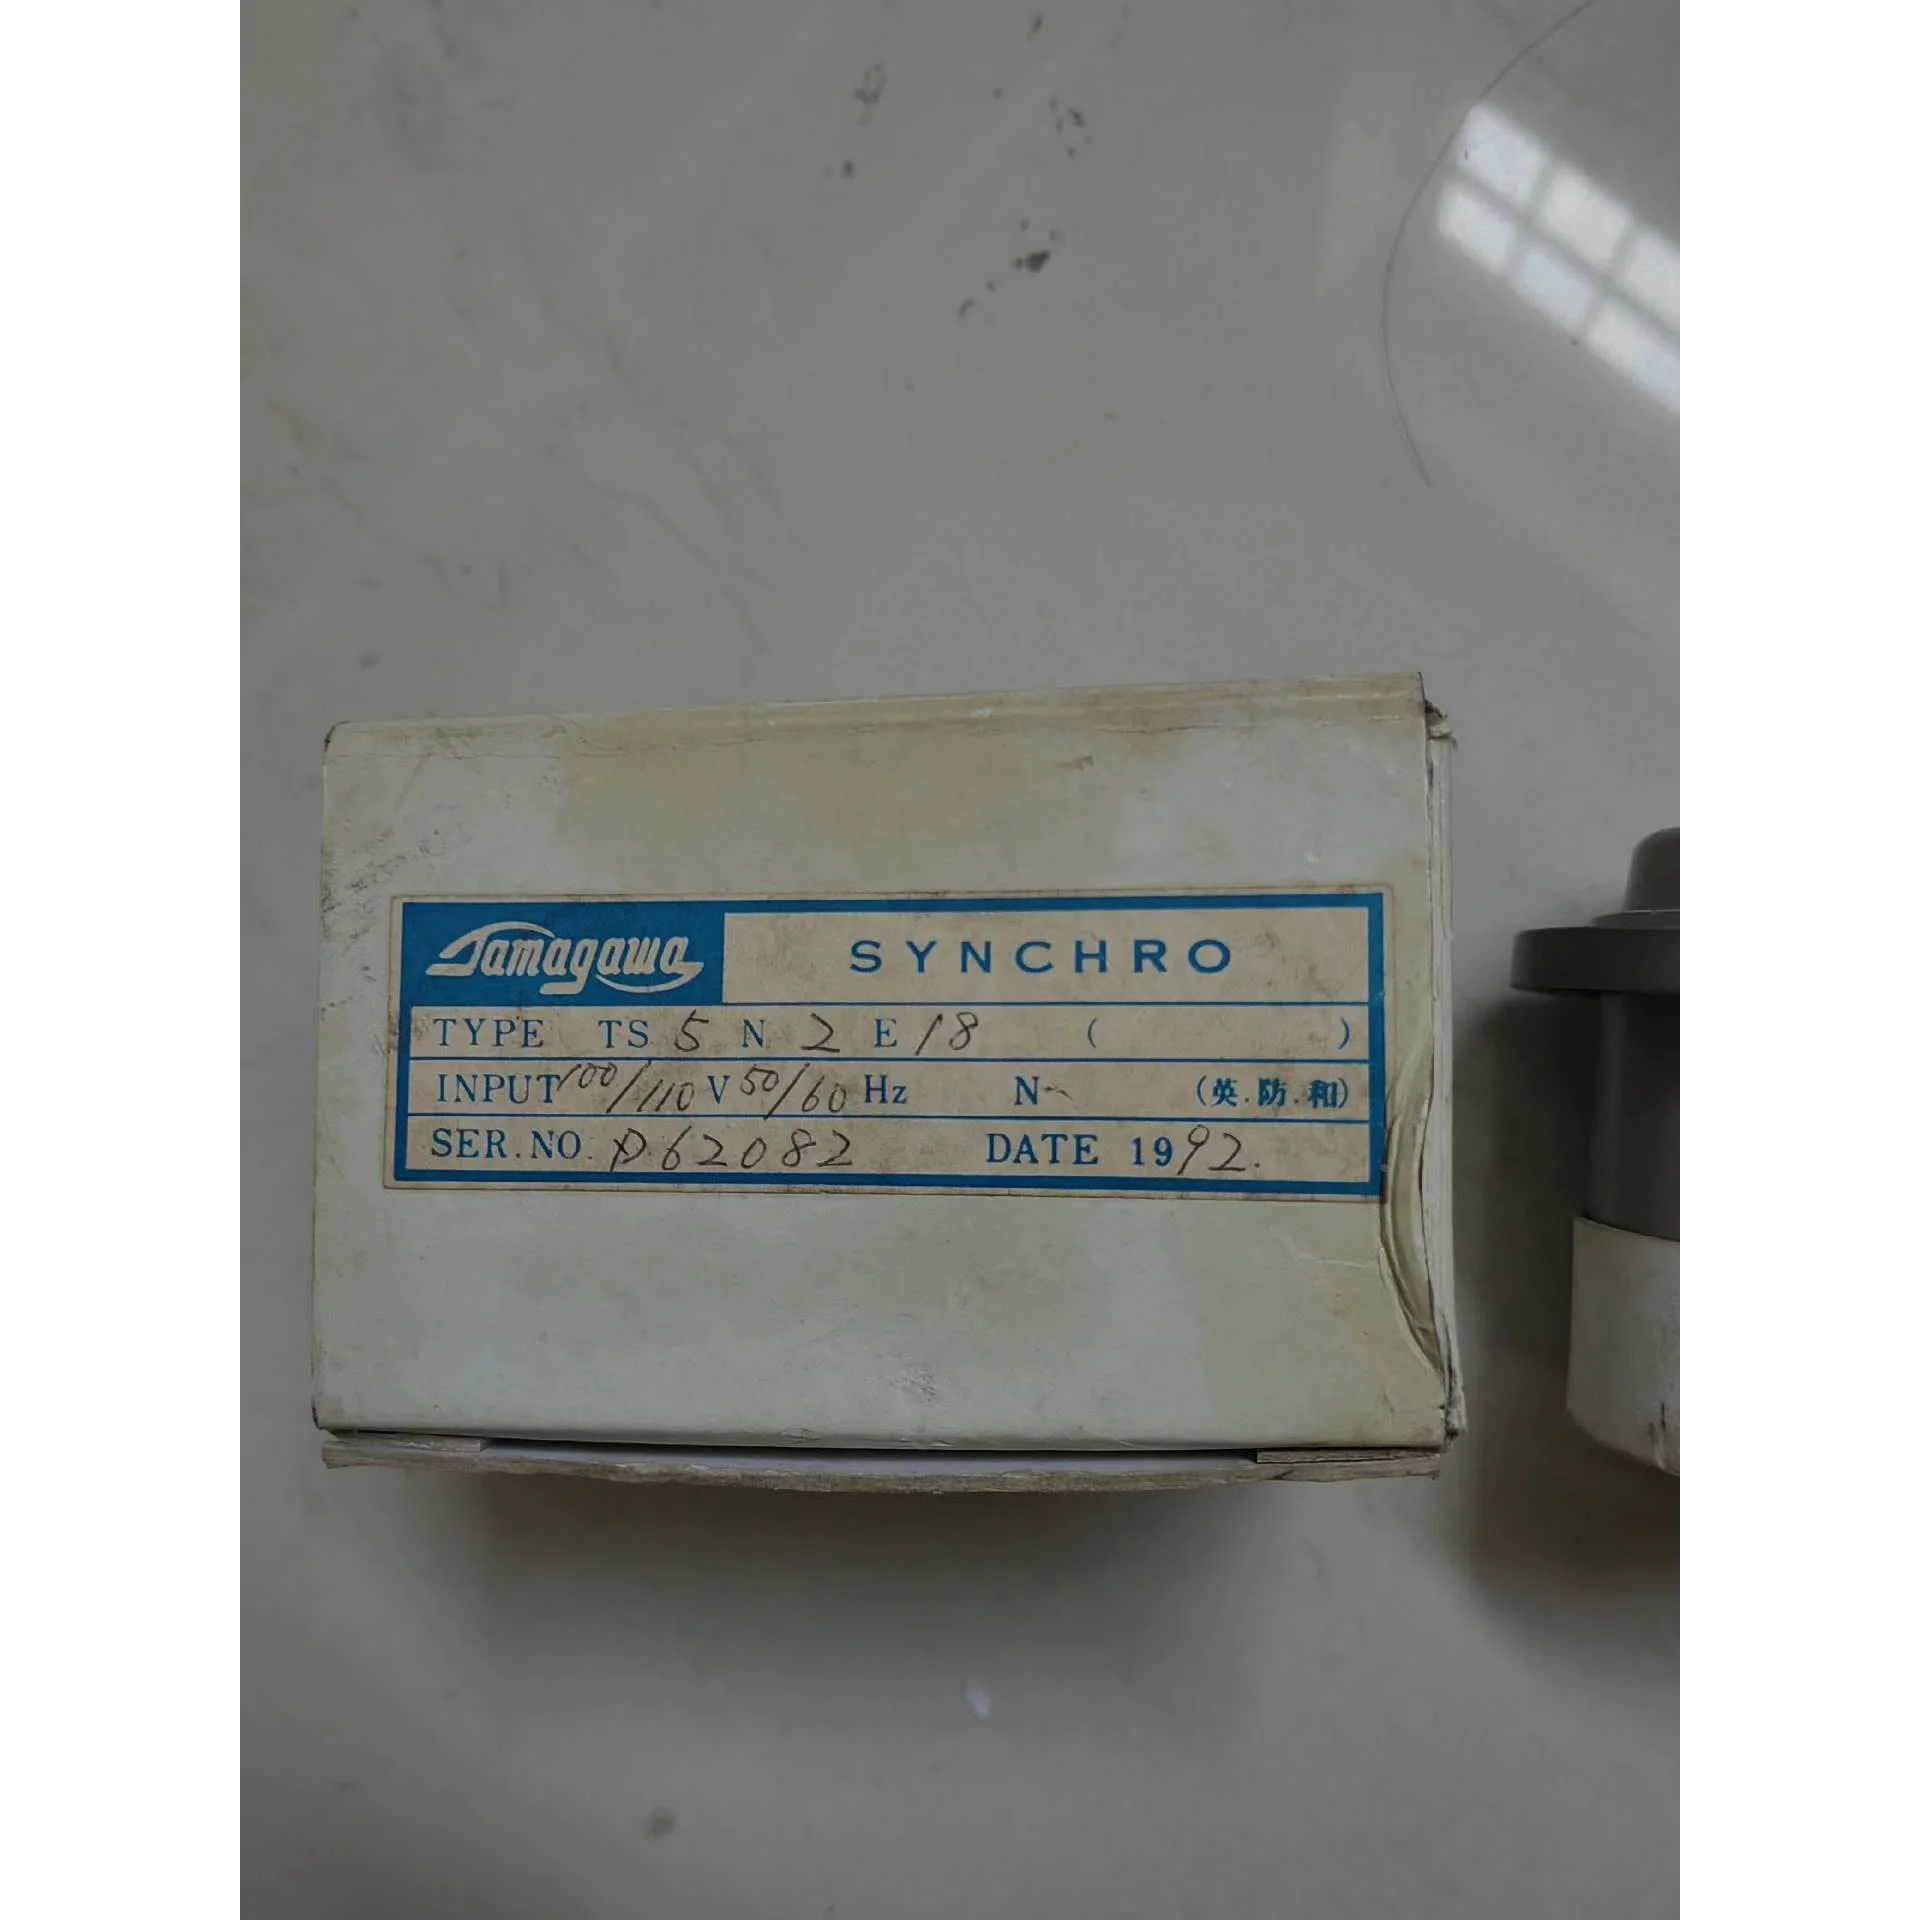 Tamagawa SYNCHRO
TYPE TS 5 N 2 E 18 ( )
INPUT 100/110 V 50/60 Hz N- (英.防.和)
SER.NO. P.62082 DATE 1992.